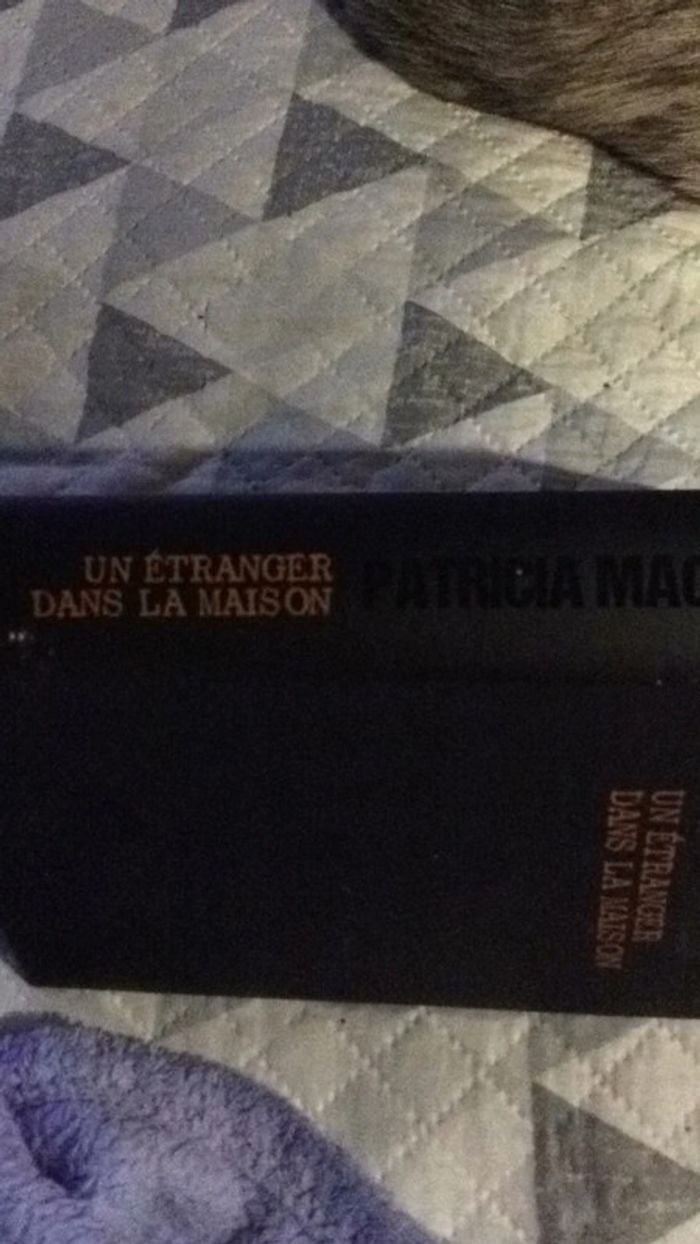 UN ÉTRANGER
DANS LA MAISON
PATRICIA MAC
UN ÉTRANGER
DANS LA MAISON